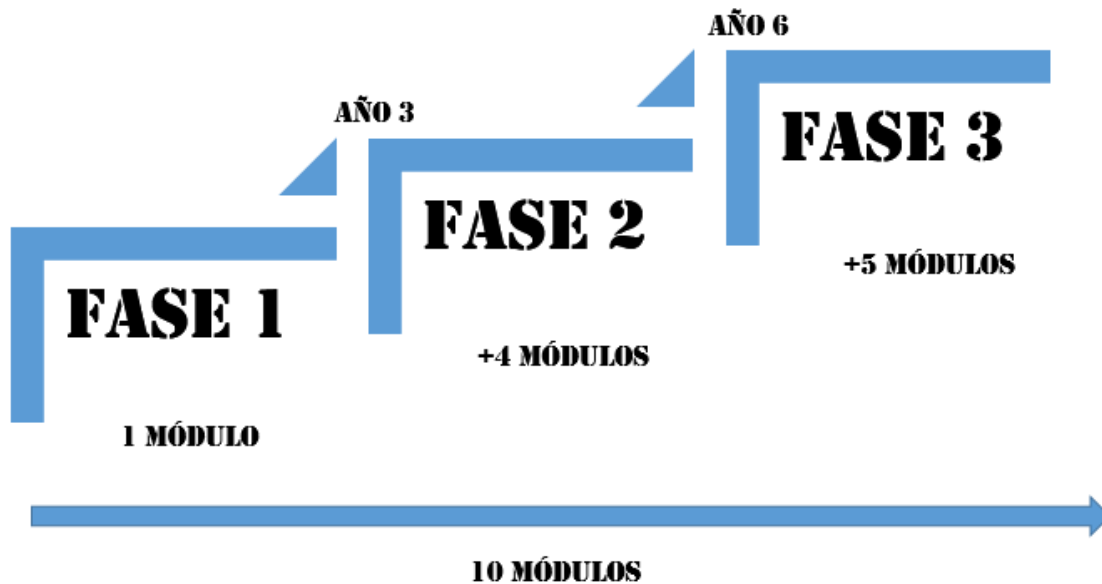 AÑO 6
FASE 3
+5 MÓDULOS
AÑO 3
FASE 2
+4 MÓDULOS
FASE 1
1 MÓDULO
10 MÓDULOS